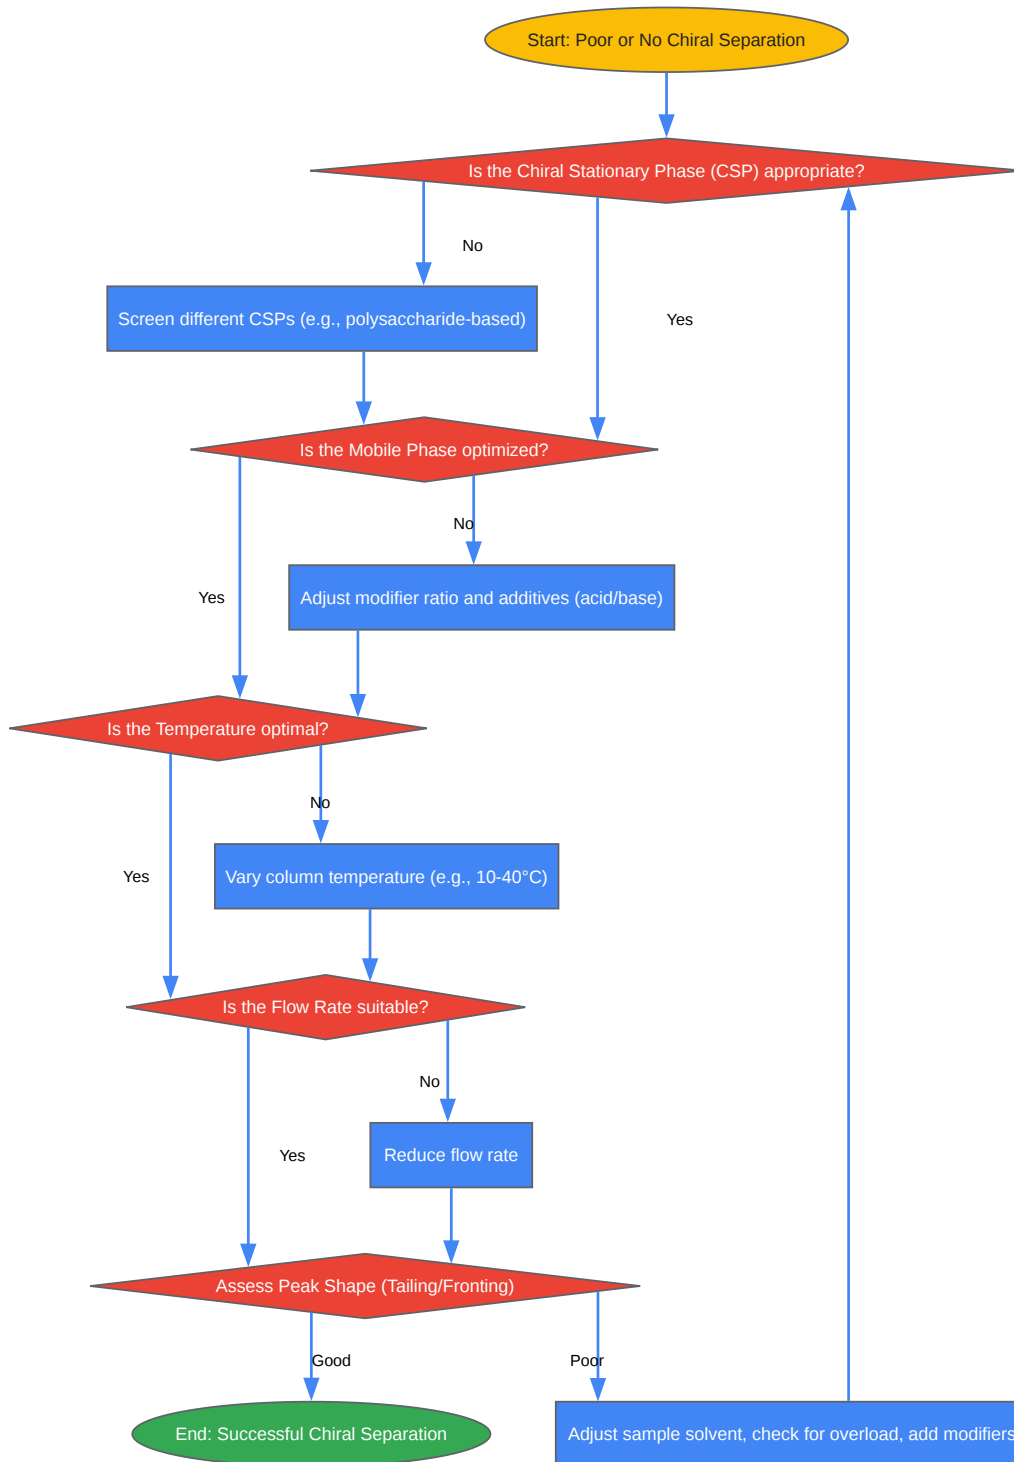 Start: Poor or No Chiral Separation
Is the Chiral Stationary Phase (CSP) appropriate?
No
Screen different CSPs (e.g., polysaccharide-based)
Yes
Is the Mobile Phase optimized?
No
Adjust modifier ratio and additives (acid/base)
Yes
Is the Temperature optimal?
No
Vary column temperature (e.g., 10-40°C)
Yes
Is the Flow Rate suitable?
No
Reduce flow rate
Yes
Assess Peak Shape (Tailing/Fronting)
Good
Poor
End: Successful Chiral Separation
Adjust sample solvent, check for overload, add modifiers